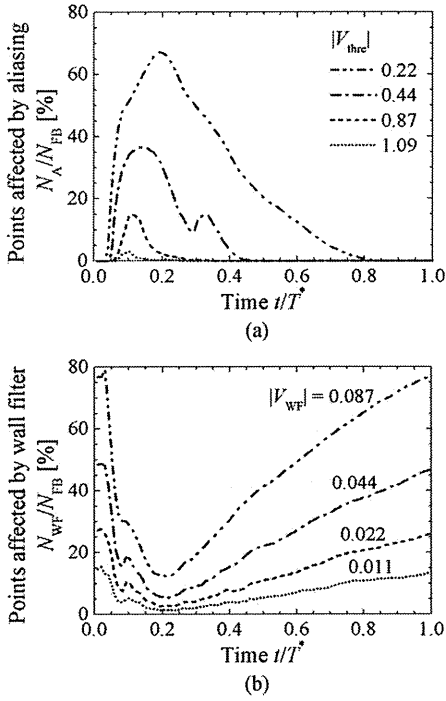 Points affected by aliasing
N_A/N_FB [%]
80
60
40
20
0
|V_thre|
0.22
0.44
0.87
1.09
0.0 0.2 0.4 0.6 0.8 1.0
Time t/T*
(a)
Points affected by wall filter
N_WF/N_FB [%]
80
60
40
20
0
|V_WF| = 0.087
0.044
0.022
0.011
0.0 0.2 0.4 0.6 0.8 1.0
Time t/T*
(b)